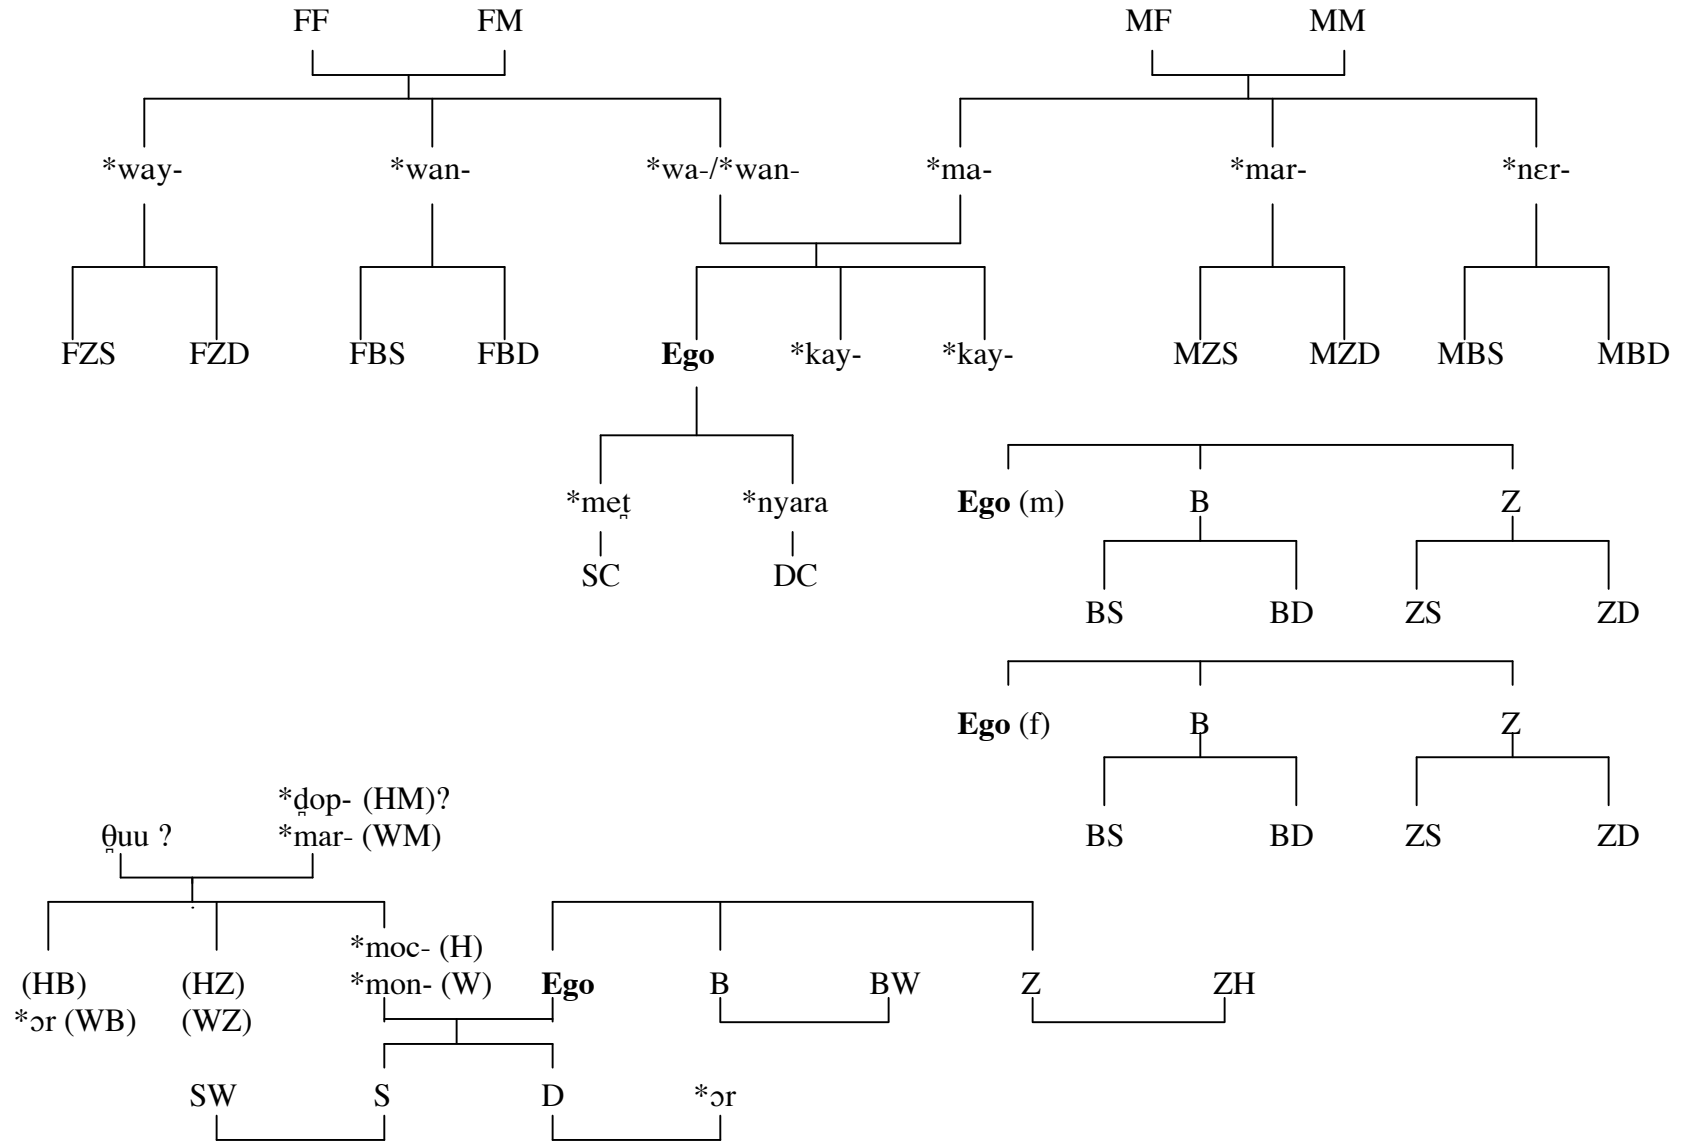 FF FM MF MM
*way- *wan- *wa-/*wan- *ma- *mar- *nɛr-
FZS FZD FBS FBD Ego *kay- *kay- MZS MZD MBS MBD
*met̪ *nyara Ego (m) B Z
SC DC
BS BD ZS ZD
Ego (f) B Z
*d̪op- (HM)?
θ̪uu ? *mar- (WM) BS BD ZS ZD
*moc- (H)
(HB) (HZ) *mon- (W) Ego B BW Z ZH
*ɔr (WB) (WZ)
SW S D *ɔr